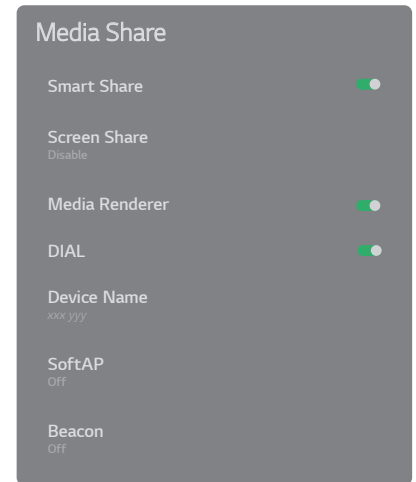 Media Share
Smart Share
Screen Share
Disable
Media Renderer
DIAL
Device Name
xxx yyy
SoftAP
Off
Beacon
Off